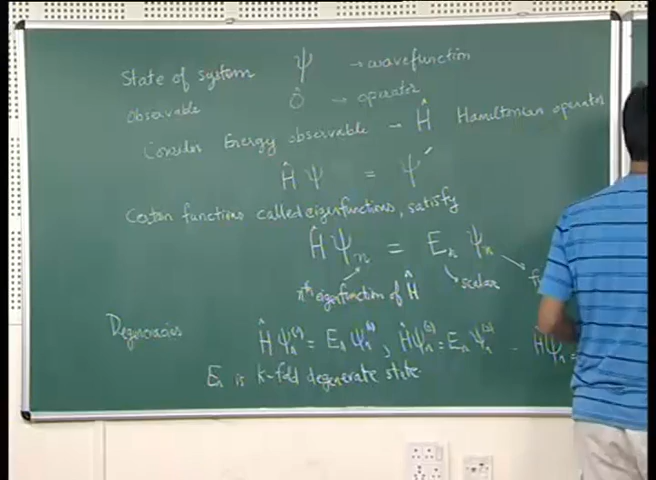 State of system ψ → wavefunction
Observable Ô → operator
Consider Energy observable → Ĥ Hamiltonian operator
Ĥ ψ = ψ′
Certain functions called eigenfunctions, satisfy
Ĥ ψₙ = Eₙ ψₙ
nth eigenfunction of Ĥ scalar
Degeneracies Ĥ ψₙ⁽¹⁾ = Eₙ ψₙ⁽¹⁾ , Ĥ ψₙ⁽²⁾ = Eₙ ψₙ⁽²⁾ - Ĥψₙ =
Eₙ is K-fold degenerate state